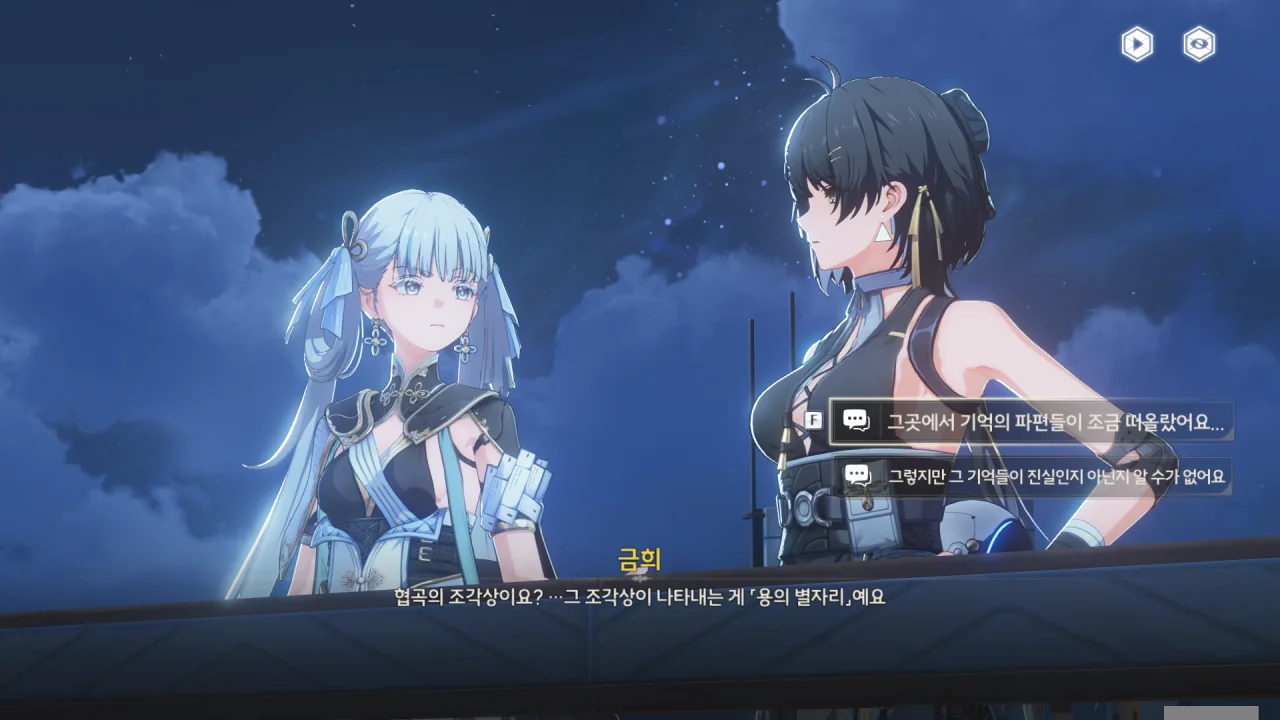 F
그곳에서 기억의 파편들이 조금 떠올랐어요...
그렇지만 그 기억들이 진실인지 아닌지 알 수가 없어요
금희
협곡의 조각상이요? …그 조각상이 나타내는 게 「용의 별자리」예요